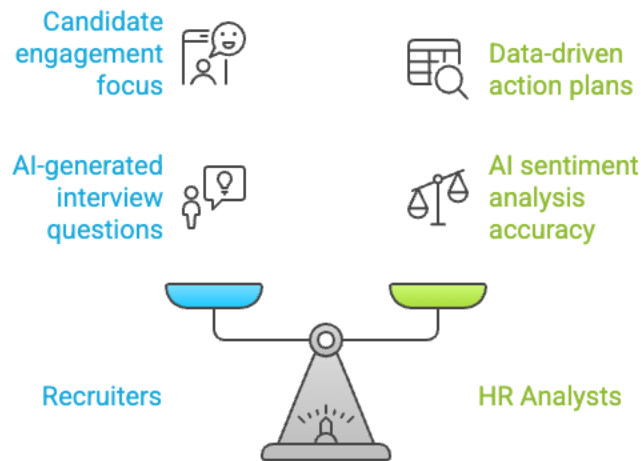 Candidate
engagement
focus
Data-driven
action plans
AI-generated
interview
questions
AI sentiment
analysis
accuracy
Recruiters
HR Analysts